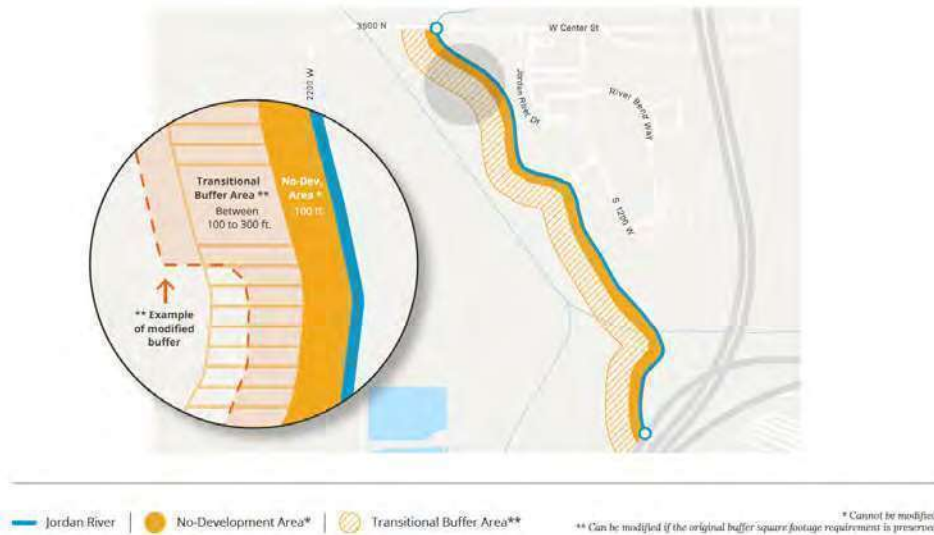 3500 N
W Center St
2200 W
Jordan River Dr
River Bend Way
S 1200 W
Transitional
Buffer Area **
Between
100 to 300 ft.
No-Dev.
Area *
100 ft.
** Example
of modified
buffer
Jordan River
No-Development Area*
Transitional Buffer Area**
* Cannot be modified
** Can be modified if the original buffer square footage requirement is preserved